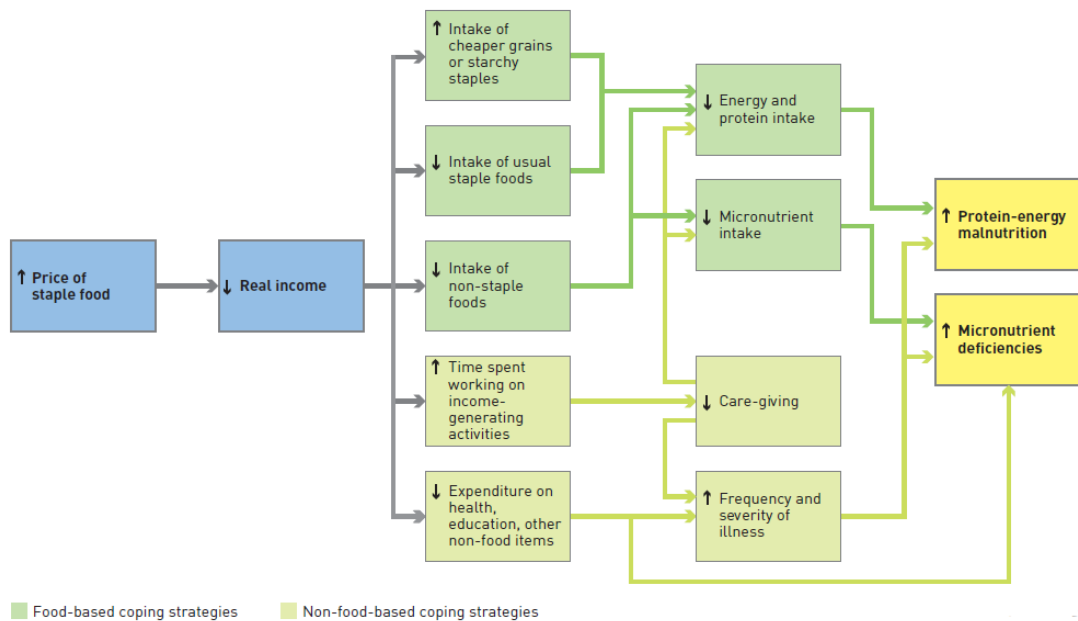 ↑ Price of
staple food
↓ Real income
↑ Intake of
cheaper grains
or starchy
staples
↓ Intake of usual
staple foods
↓ Intake of
non-staple
foods
↑ Time spent
working on
income-
generating
activities
↓ Expenditure on
health,
education, other
non-food items
↓ Energy and
protein intake
↓ Micronutrient
intake
↓ Care-giving
↑ Frequency and
severity of
illness
↑ Protein-energy
malnutrition
↑ Micronutrient
deficiencies
Food-based coping strategies
Non-food-based coping strategies